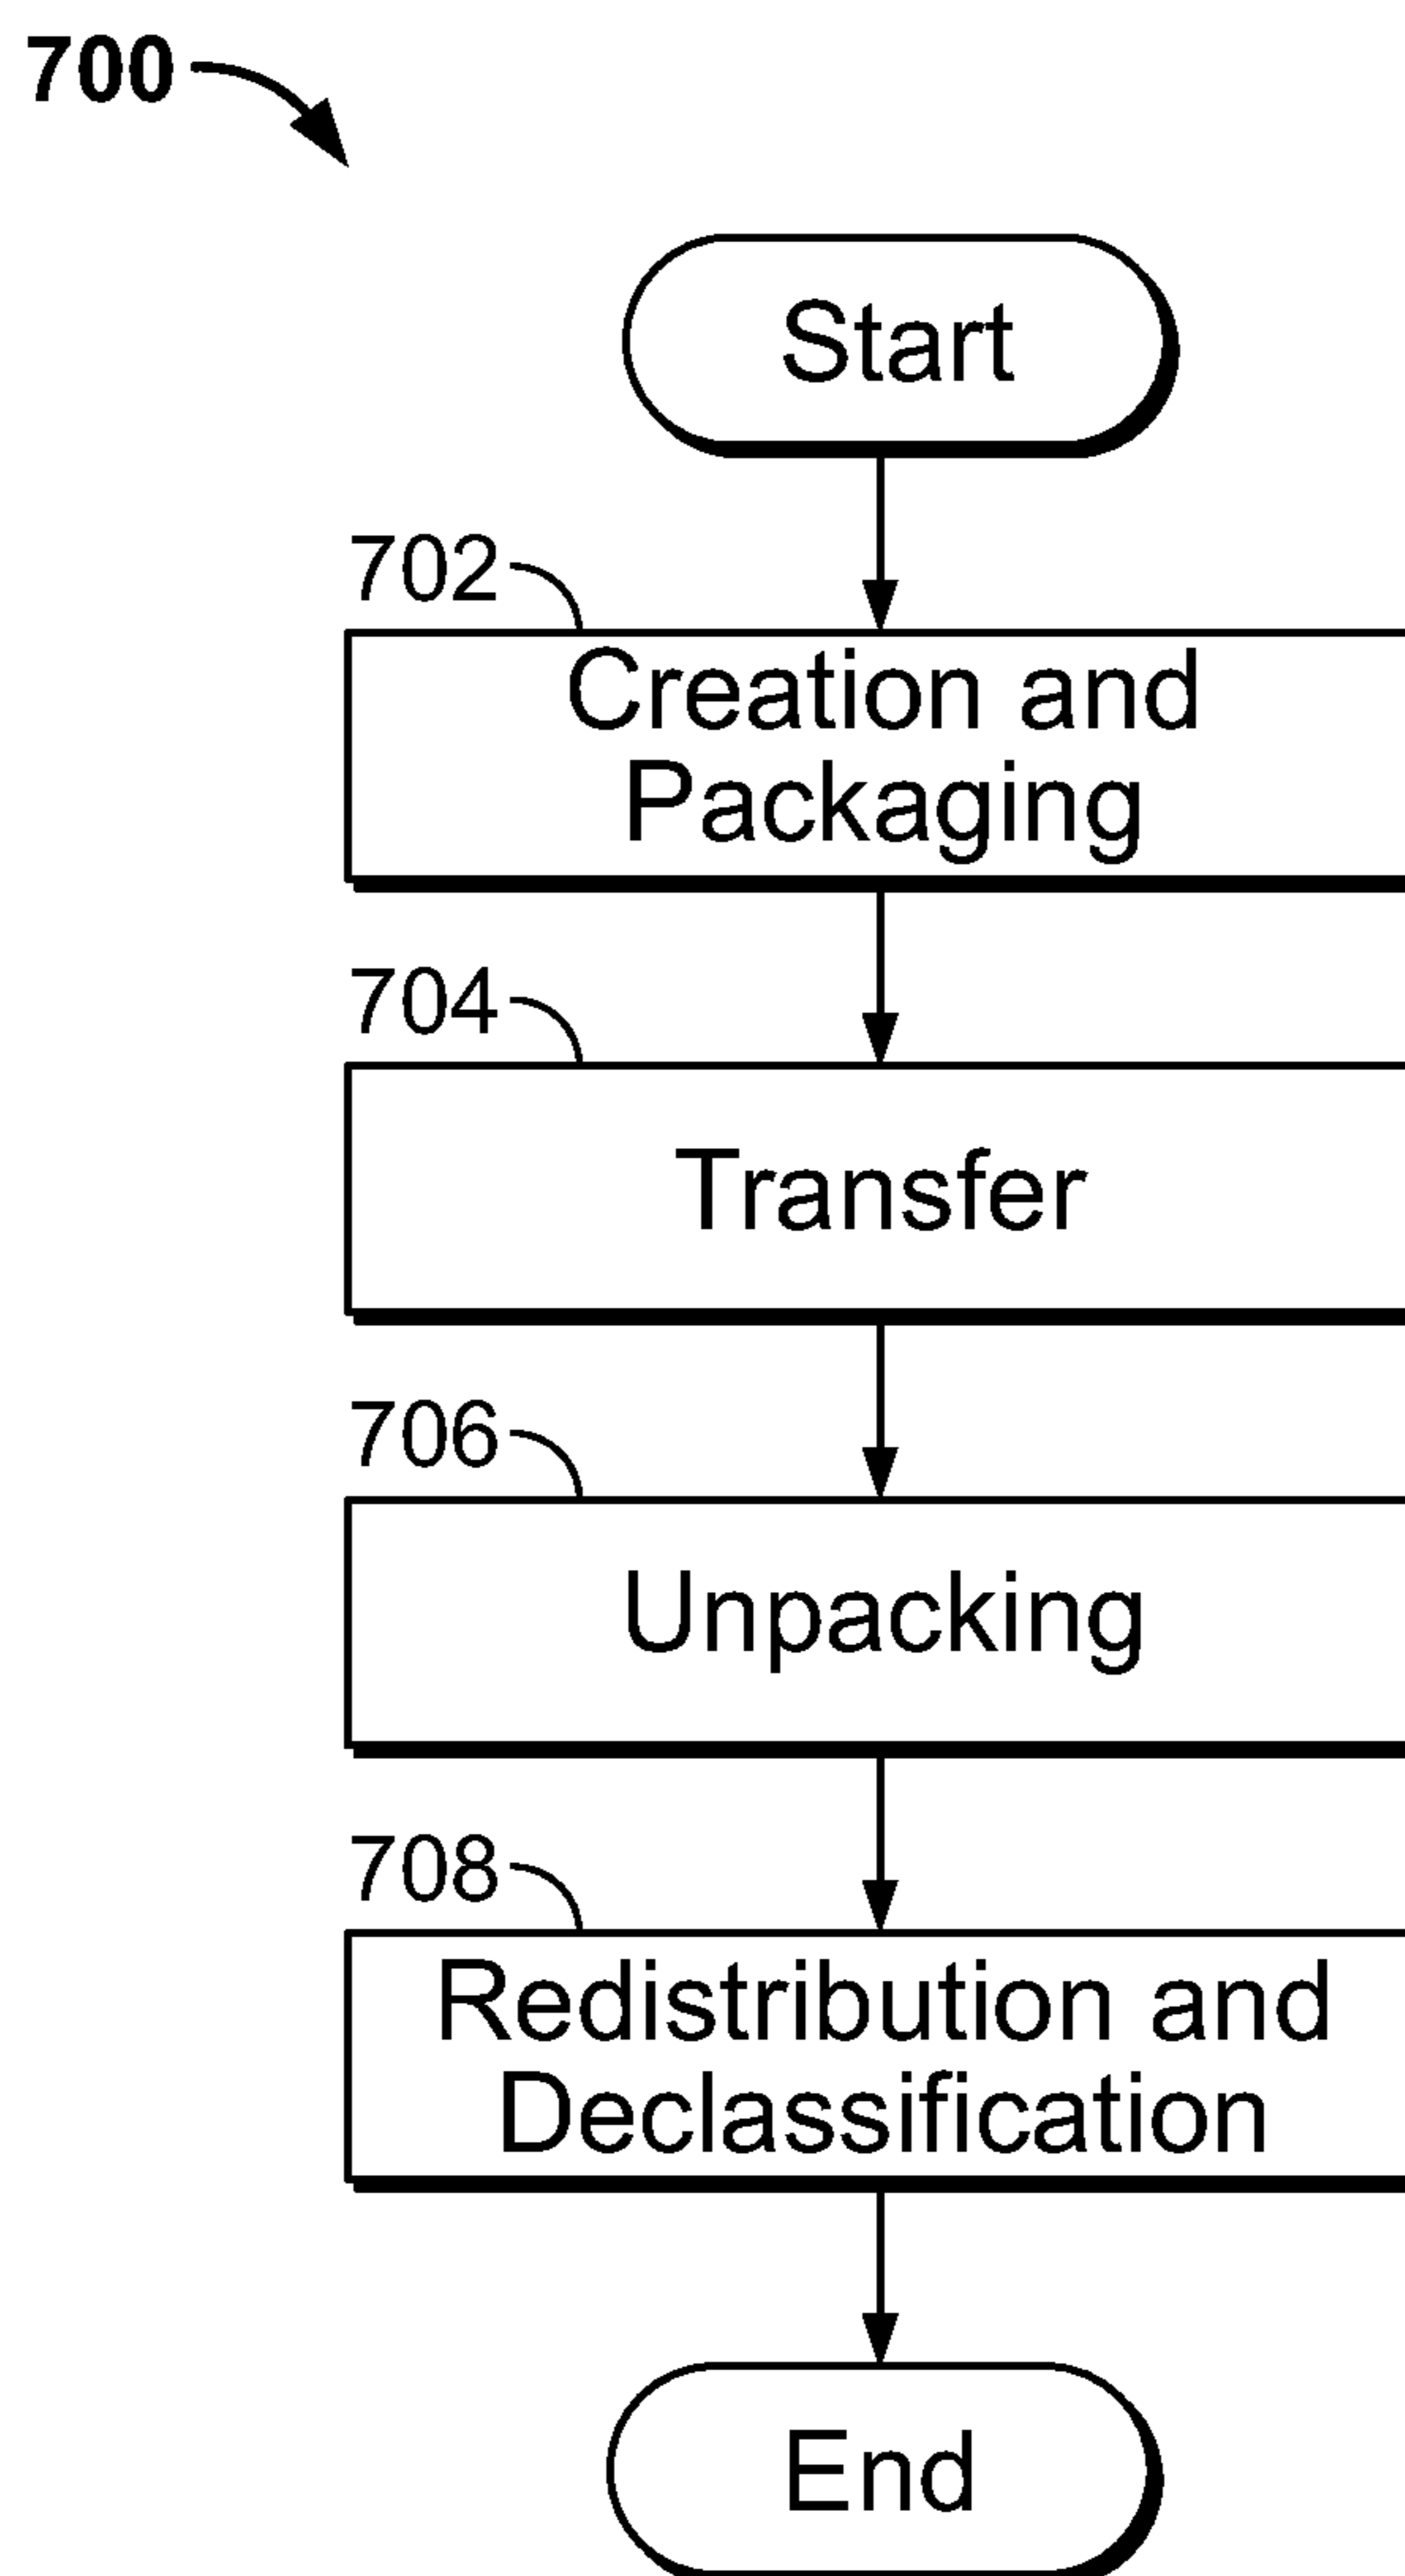 700
Start
702
Creation and
Packaging
704
Transfer
706
Unpacking
708
Redistribution and
Declassification
End